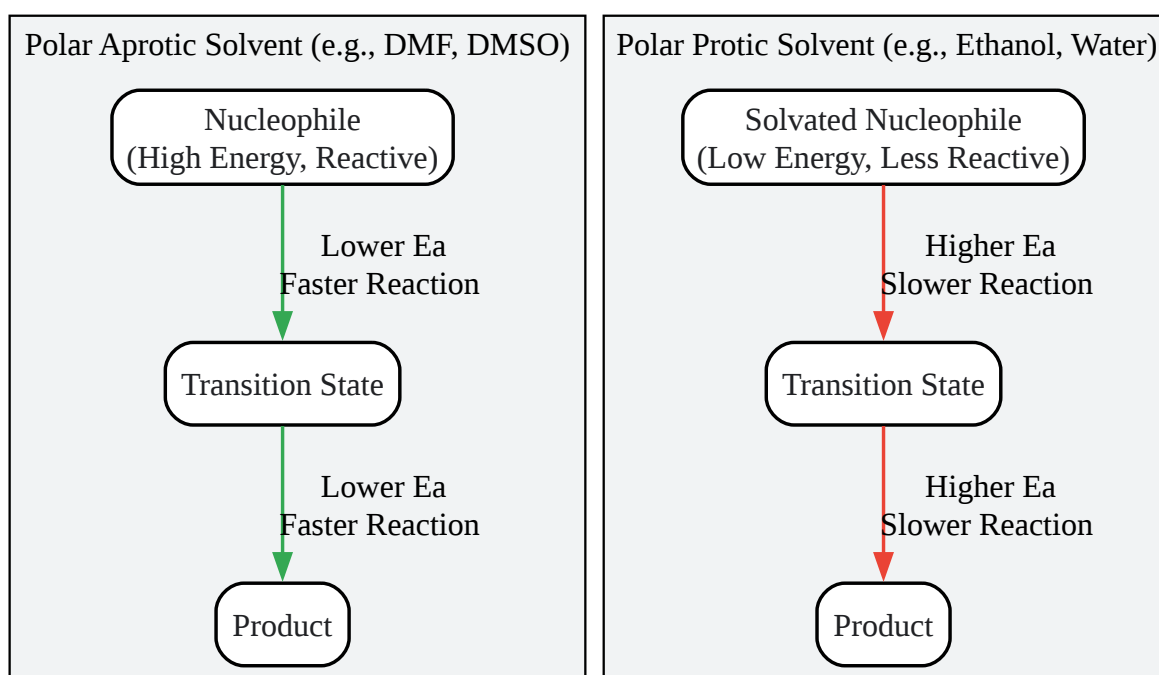 Polar Aprotic Solvent (e.g., DMF, DMSO)
Nucleophile
(High Energy, Reactive)
Lower Ea
Faster Reaction
Transition State
Lower Ea
Faster Reaction
Product
Polar Protic Solvent (e.g., Ethanol, Water)
Solvated Nucleophile
(Low Energy, Less Reactive)
Higher Ea
Slower Reaction
Transition State
Higher Ea
Slower Reaction
Product